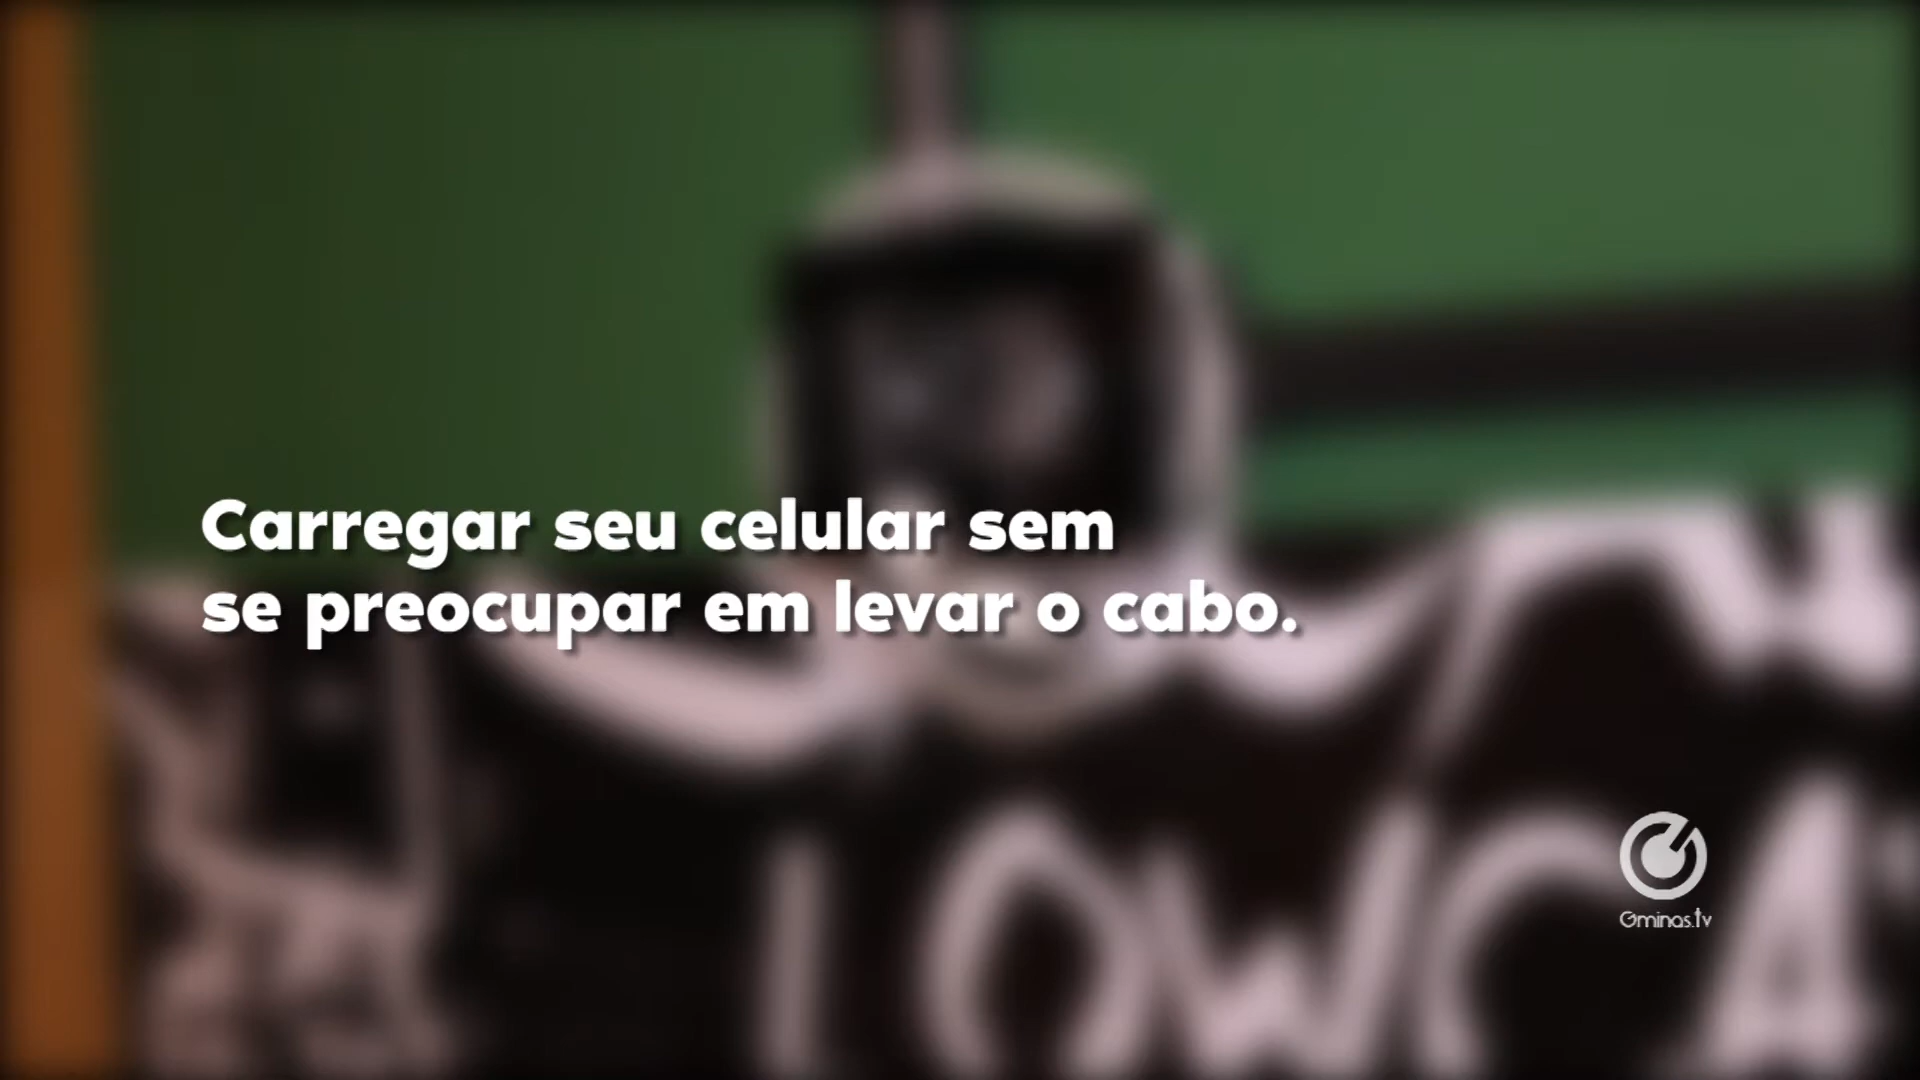 Carregar seu celular sem
se preocupar em levar o cabo.
Gminas.tv